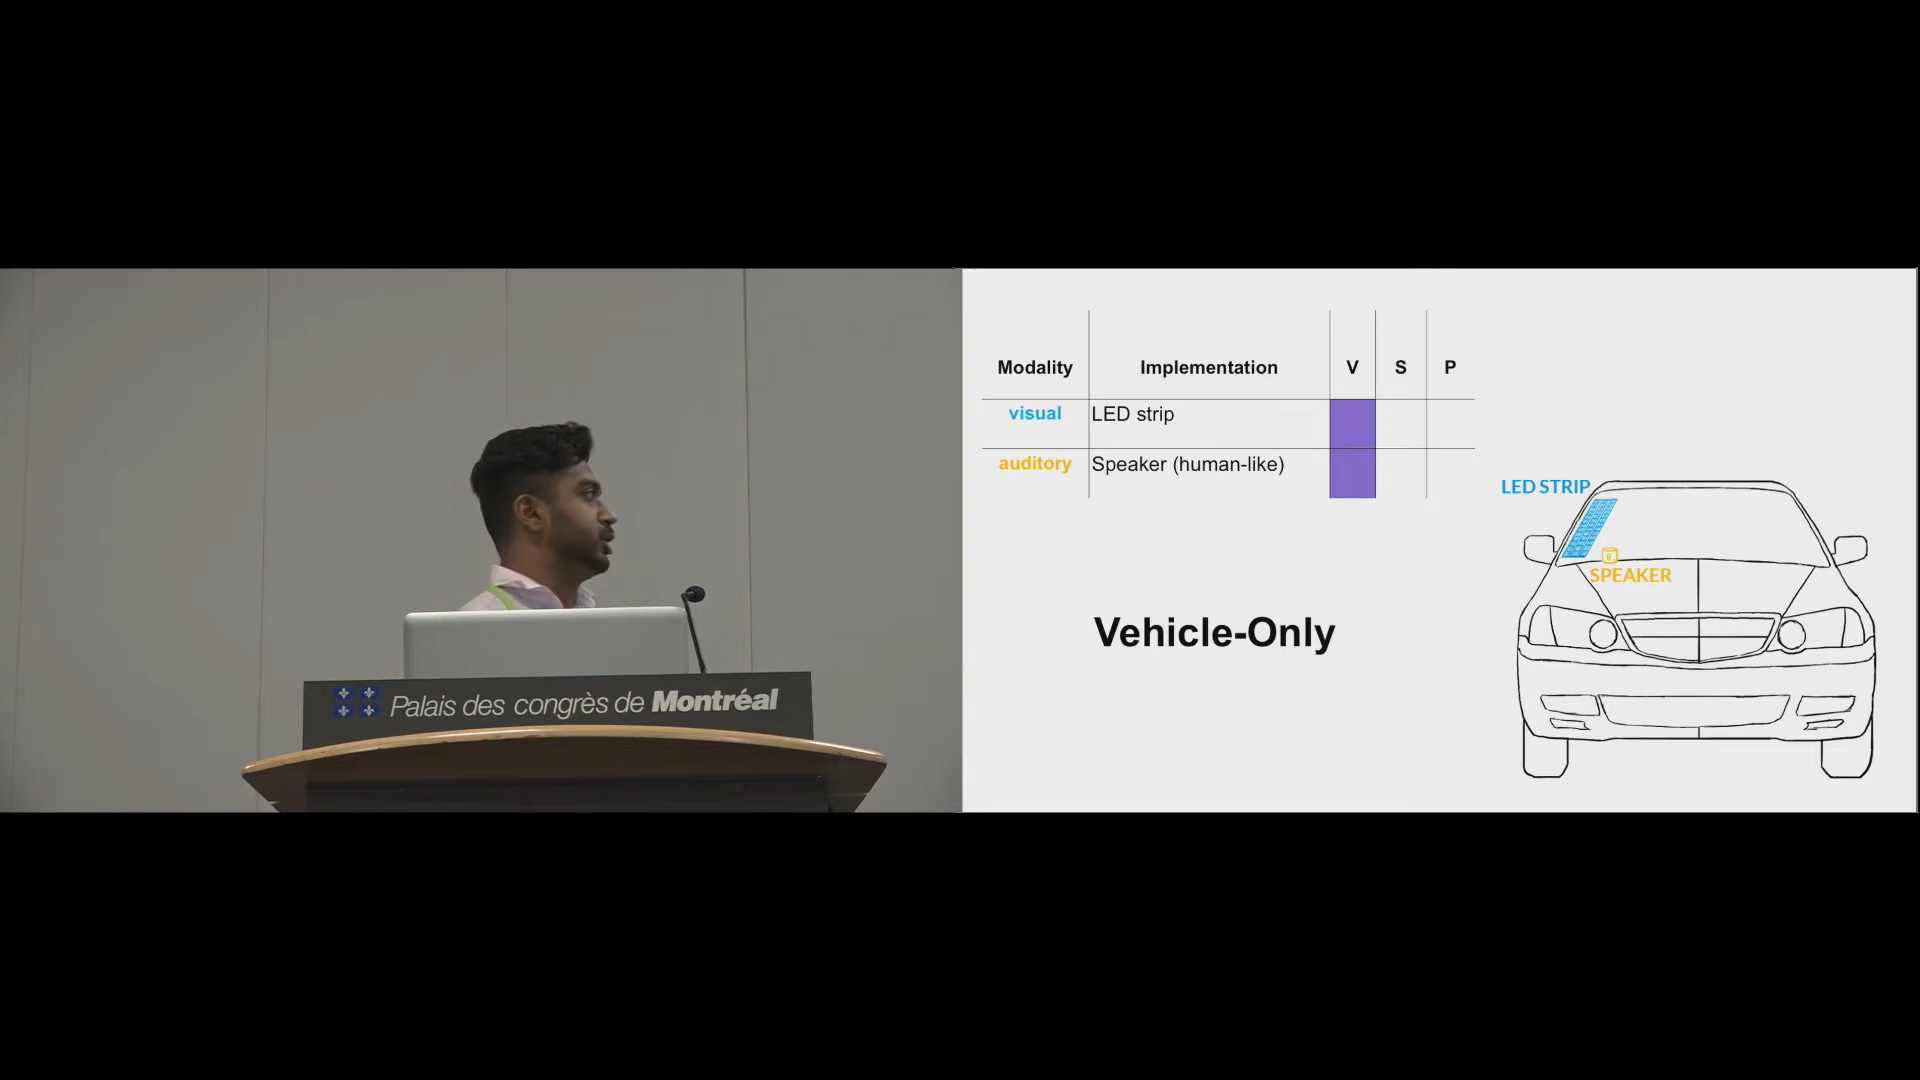 Palais des congrès de Montréal
Modality Implementation V S P
visual LED strip
auditory Speaker (human-like)
LED STRIP
SPEAKER
Vehicle-Only